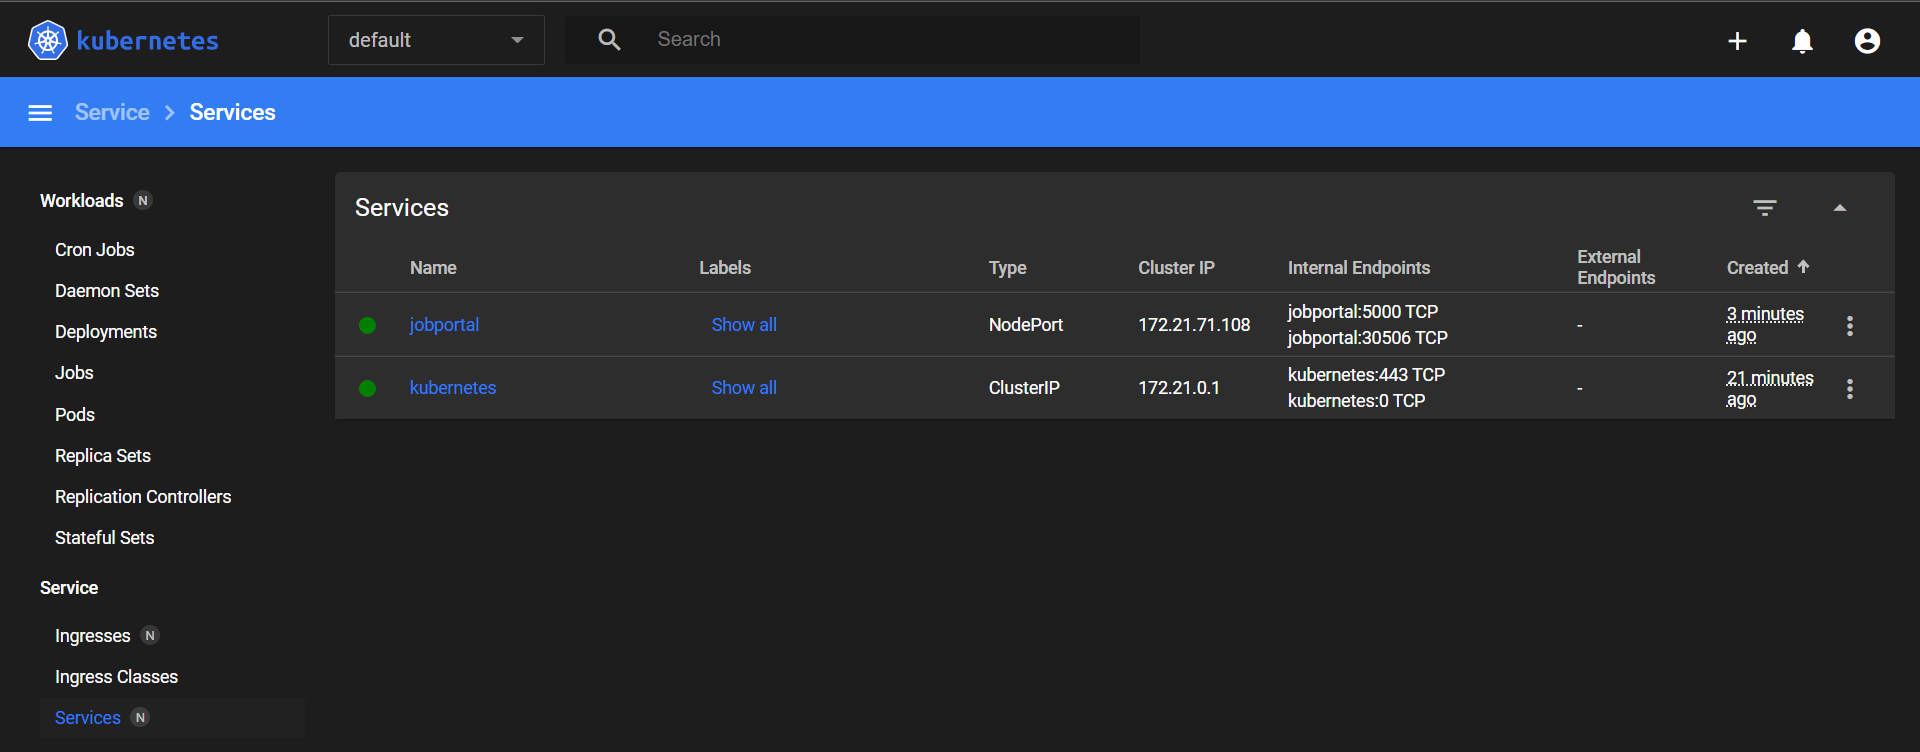 kubernetes
default
Search
Service
Services
Workloads N
Cron Jobs
Daemon Sets
Deployments
Jobs
Pods
Replica Sets
Replication Controllers
Stateful Sets
Service
Ingresses N
Ingress Classes
Services N
Services
Name Labels Type Cluster IP Internal Endpoints External Endpoints Created
jobportal Show all NodePort 172.21.71.108 jobportal:5000 TCP - 3 minutes ago
jobportal:30506 TCP
kubernetes Show all ClusterIP 172.21.0.1 kubernetes:443 TCP - 21 minutes ago
kubernetes:0 TCP